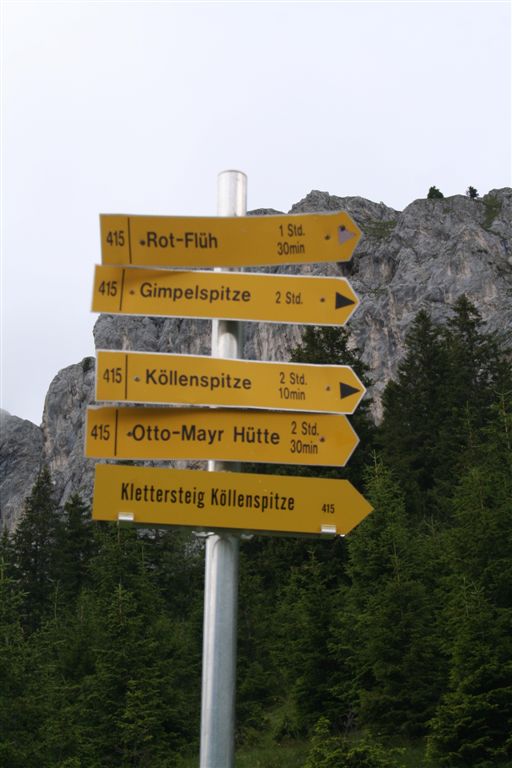 415 Rot-Flüh 1 Std. 30min
415 Gimpelspitze 2 Std.
415 Köllenspitze 2 Std. 10min
415 Otto-Mayr Hütte 2 Std. 30min
Klettersteig Köllenspitze 415